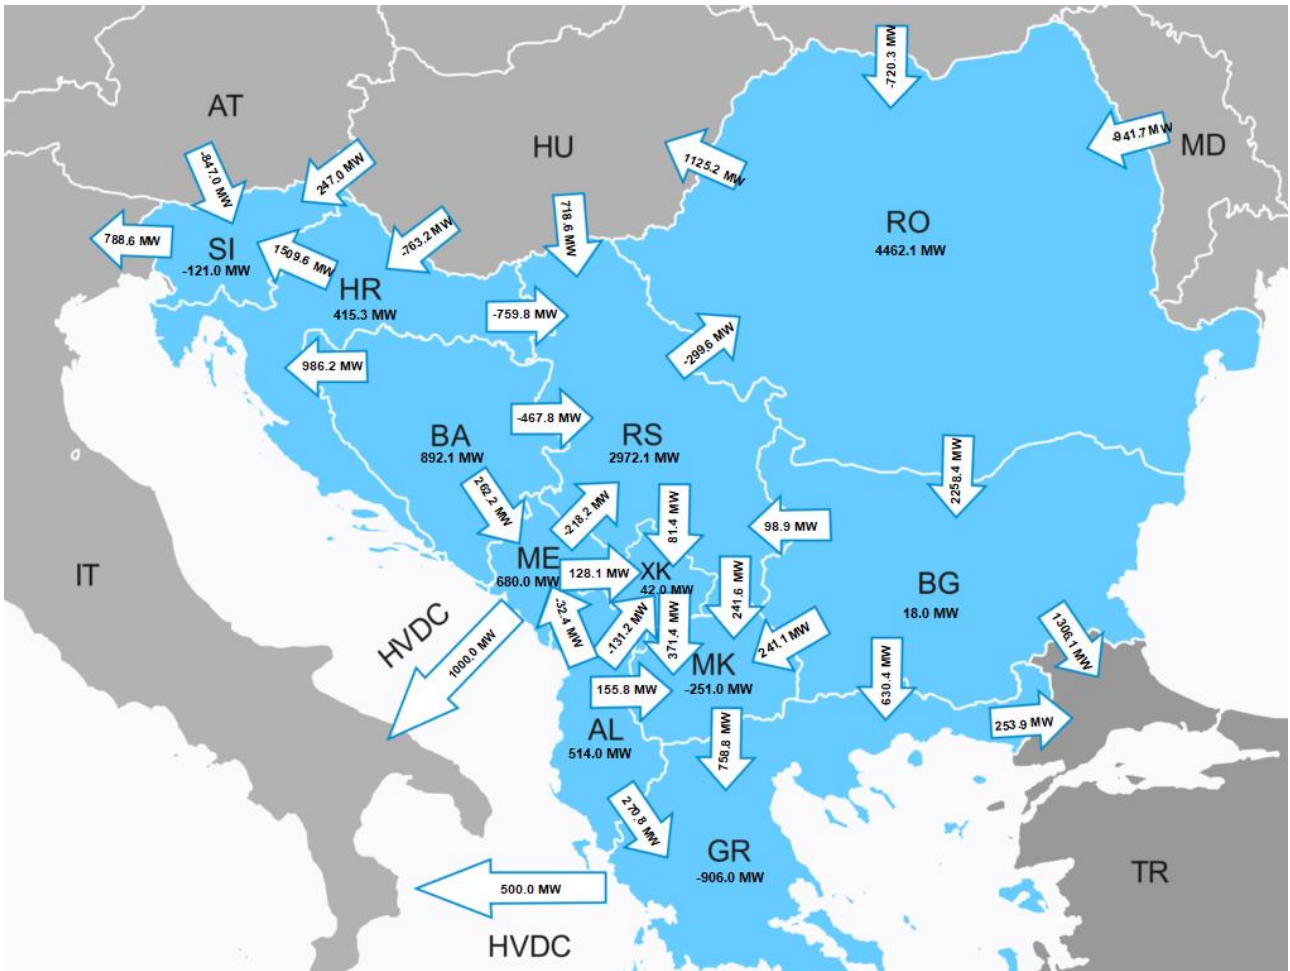 -720.3 MW
AT
-941.7 MW
HU
MD
1125.2 MW
-847.0 MW
247.0 MW
718.6 MW
RO
4462.1 MW
788.6 MW
SI
-121.0 MW
1509.6 MW
-763.2 MW
HR
415.3 MW
-759.8 MW
-299.6 MW
986.2 MW
-467.8 MW
BA
892.1 MW
RS
2972.1 MW
2258.4 MW
262.2 MW
-218.2 MW
81.4 MW
98.9 MW
IT
ME
680.0 MW
128.1 MW
XK
42.0 MW
241.6 MW
BG
18.0 MW
HVDC
1000.0 MW
-32.4 MW
-131.2 MW
371.4 MW
241.1 MW
1306.1 MW
MK
-251.0 MW
155.8 MW
630.4 MW
253.9 MW
AL
514.0 MW
758.8 MW
270.8 MW
GR
-906.0 MW
TR
500.0 MW
HVDC